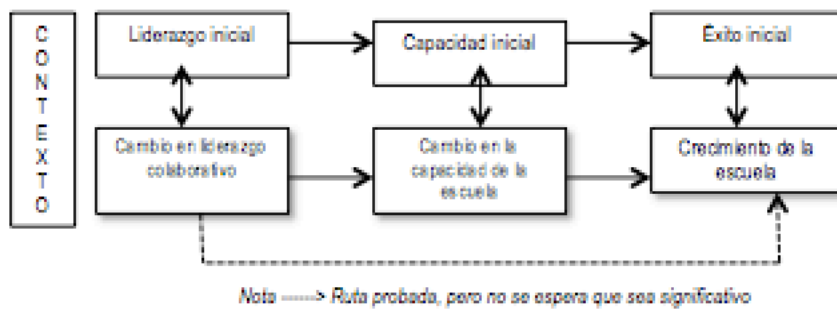 CONTEXTO
Liderazgo inicial
Capacidad inicial
Éxito inicial
Cambio en liderazgo
colaborativo
Cambio en la
capacidad de la
escuela
Crecimiento de la
escuela
Nota ------> Ruta probada, pero no se espera que sea significativo